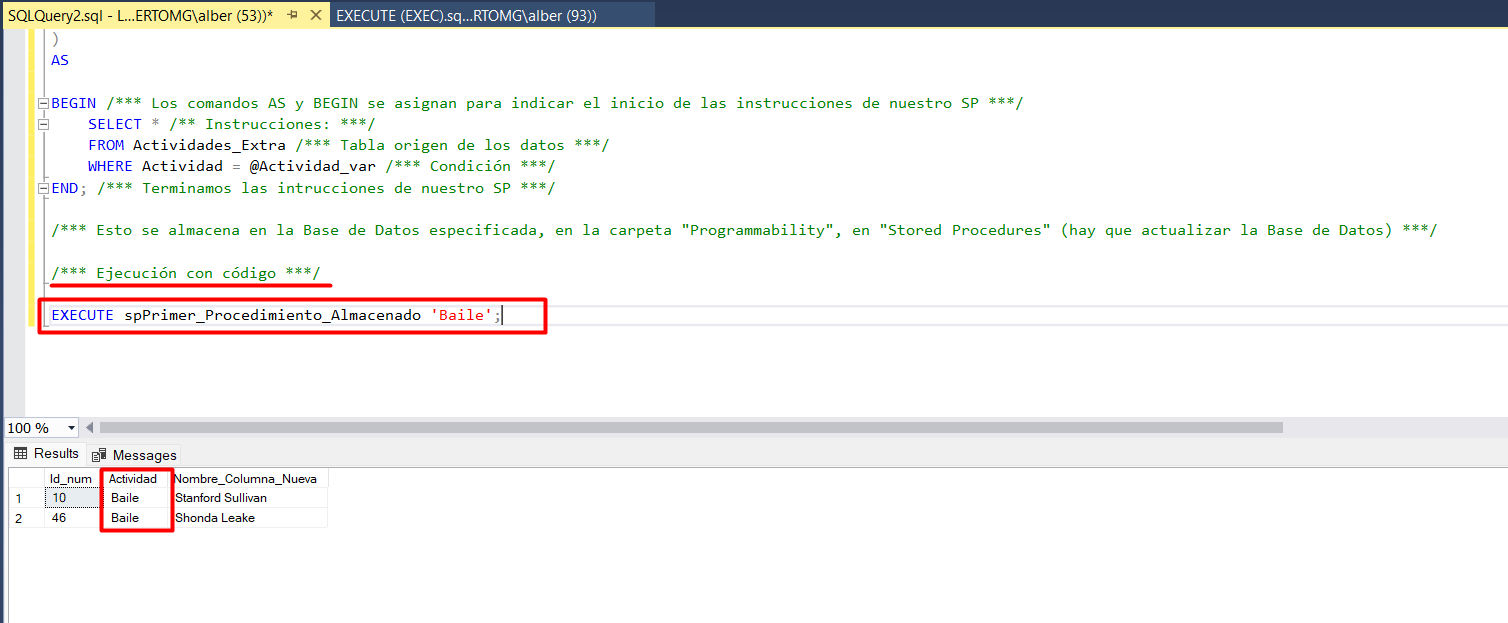 SQLQuery2.sql - L...ERTOMG\alber (53))* EXECUTE (EXEC).sq...RTOMG\alber (93))
)
AS
BEGIN /*** Los comandos AS y BEGIN se asignan para indicar el inicio de las instrucciones de nuestro SP ***/
SELECT * /** Instrucciones: ***/
FROM Actividades_Extra /*** Tabla origen de los datos ***/
WHERE Actividad = @Actividad_var /*** Condición ***/
END; /*** Terminamos las intrucciones de nuestro SP ***/
/*** Esto se almacena en la Base de Datos especificada, en la carpeta "Programmability", en "Stored Procedures" (hay que actualizar la Base de Datos) ***/
/*** Ejecución con código ***/
EXECUTE spPrimer_Procedimiento_Almacenado 'Baile';
100 %
Results Messages
Id_num Actividad Nombre_Columna_Nueva
1 10 Baile Stanford Sullivan
2 46 Baile Shonda Leake